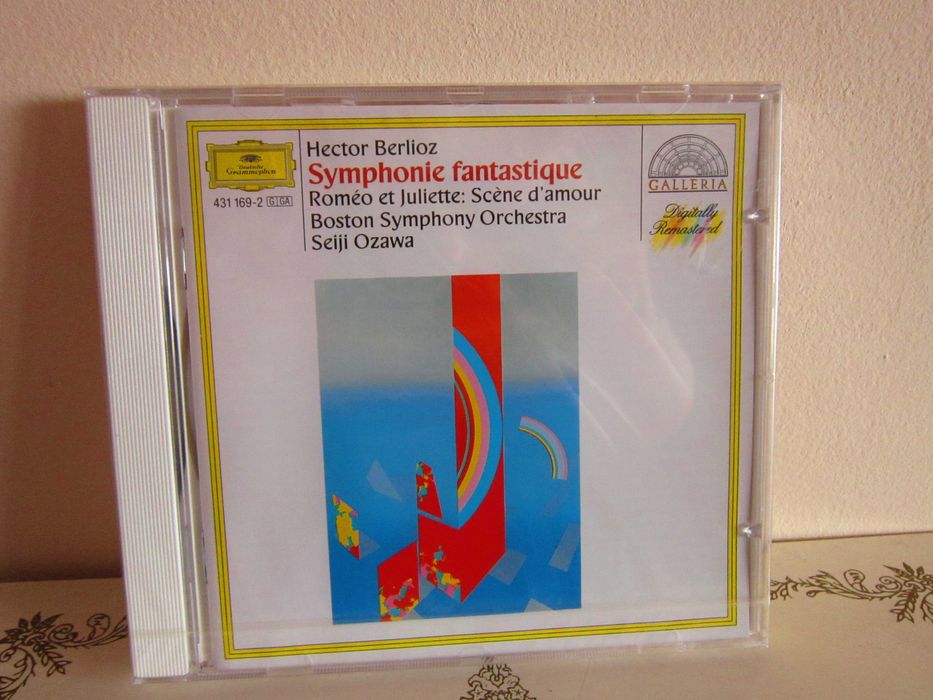 Deutsche
Grammophon
431 169-2 G GA
Hector Berlioz
Symphonie fantastique
Roméo et Juliette: Scène d'amour
Boston Symphony Orchestra
Seiji Ozawa
GALLERIA
Digitally
Remastered